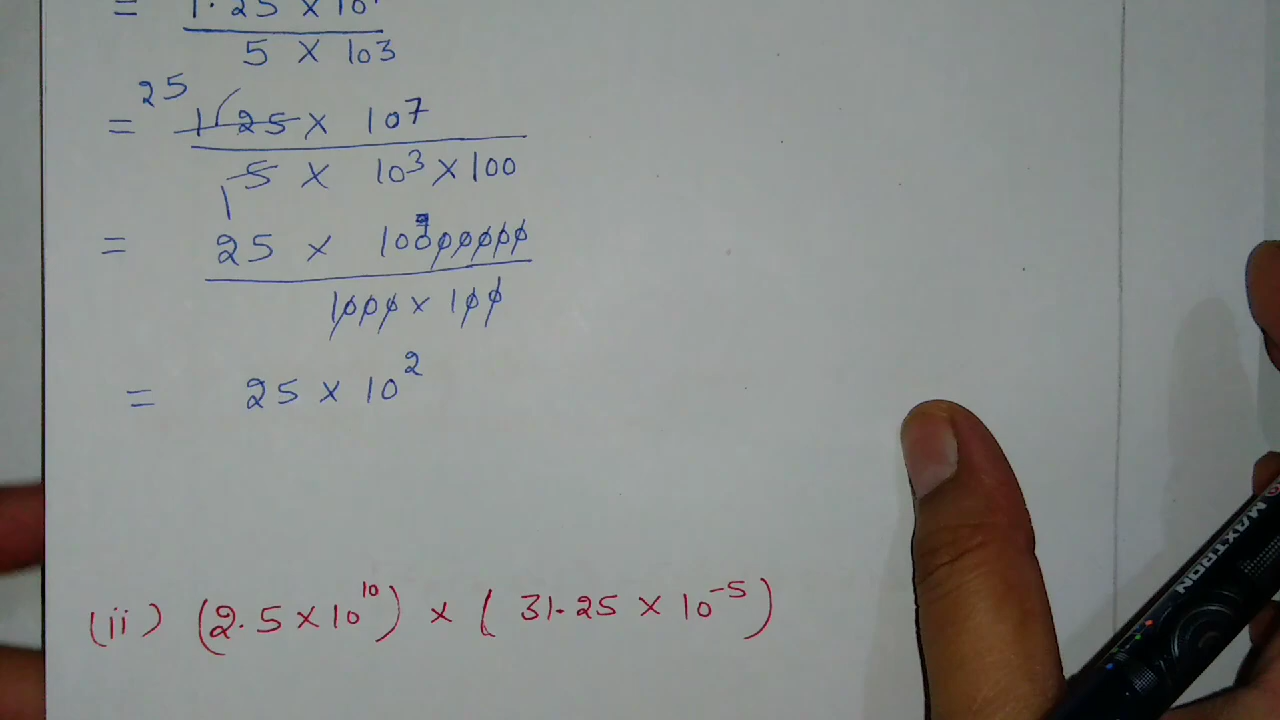 = 1.25 × 10
5 × 103
25
= 1/25 × 10⁷
1 5 × 10³ × 100
= 25 × 10000000
1000 × 100
= 25 × 10²
(ii) (2.5 × 10¹⁰) × (31.25 × 10⁻⁵)
MAXTRON